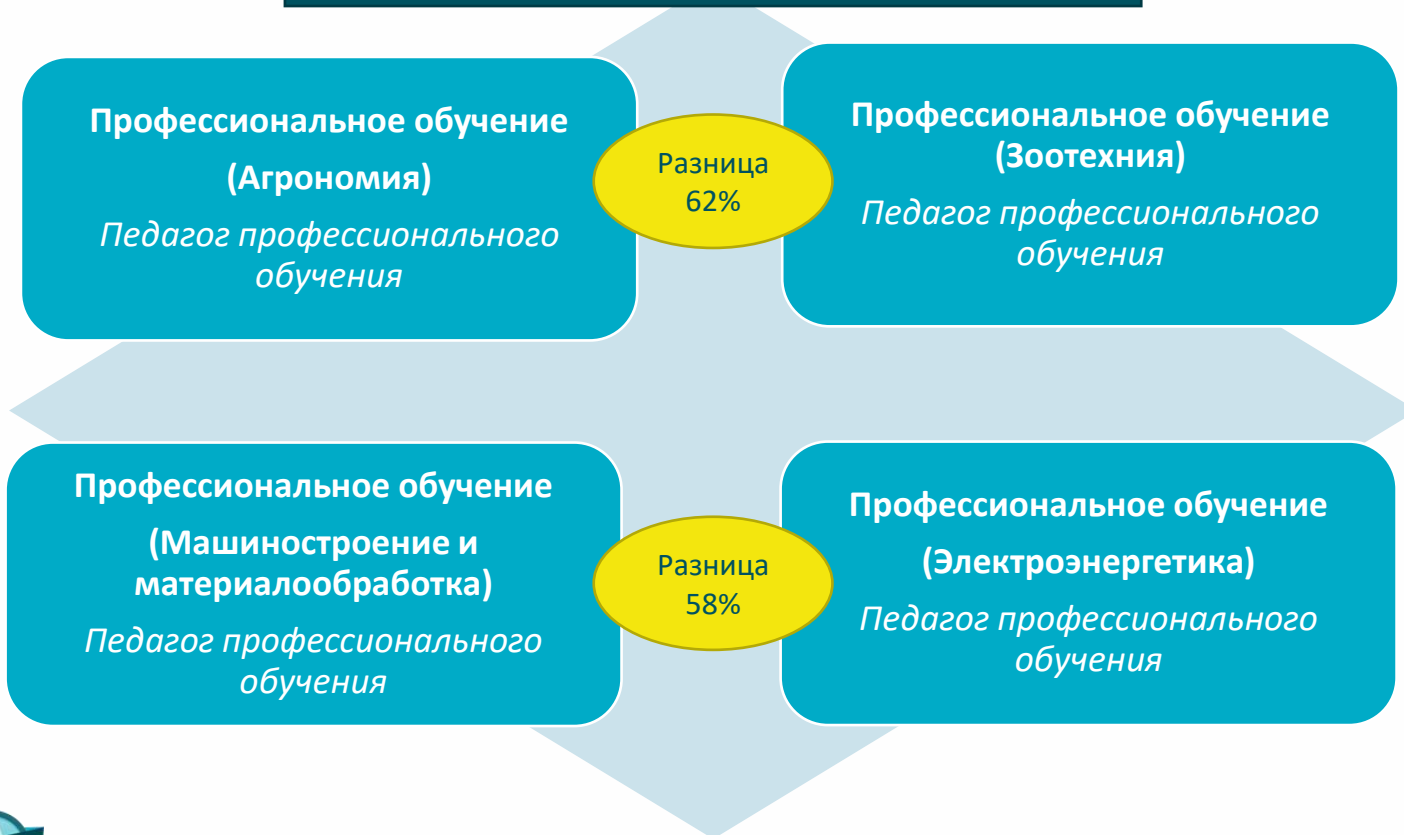 Профессиональное обучение
(Агрономия)
Педагог профессионального
обучения
Разница
62%
Профессиональное обучение
(Зоотехния)
Педагог профессионального
обучения
Профессиональное обучение
(Машиностроение и
материалообработка)
Педагог профессионального
обучения
Разница
58%
Профессиональное обучение
(Электроэнергетика)
Педагог профессионального
обучения